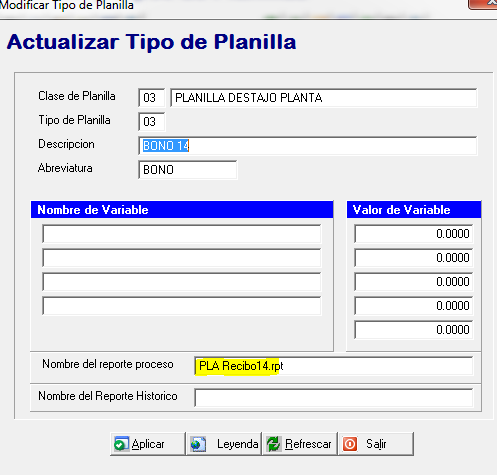 Modificar Tipo de Planilla
Actualizar Tipo de Planilla
Clase de Planilla 03 PLANILLA DESTAJO PLANTA
Tipo de Planilla 03
Descripcion BONO 14
Abreviatura BONO
Nombre de Variable Valor de Variable
0.0000
0.0000
0.0000
0.0000
0.0000
Nombre del reporte proceso PLA Recibo14.rpt
Nombre del Reporte Historico
Aplicar Leyenda Refrescar Salir